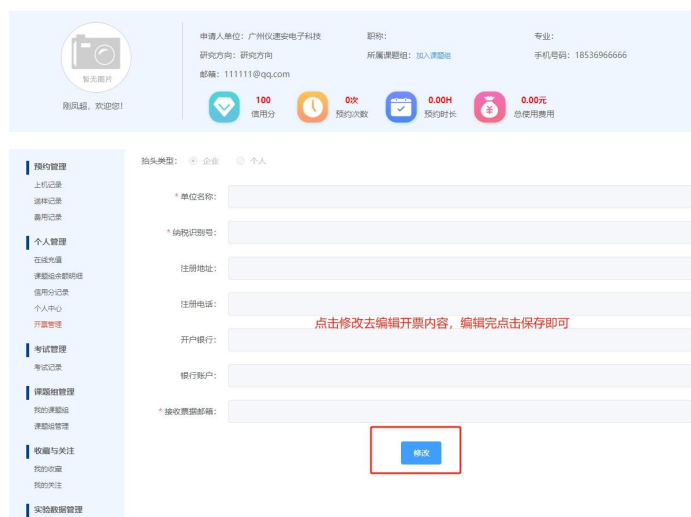 申请人单位：广州仪速安电子科技 职称： 专业：
研究方向：研究方向 所属课题组：加入课题组 手机号码：18536966666
邮箱：111111@qq.com
暂无图片
刚凤超，欢迎您！
100 0次 0.00H 0.00元
信用分 预约次数 预约时长 总使用费用
预约管理
上机记录
送样记录
备用记录
个人管理
在线充值
课题组余额明细
信用分记录
个人中心
开票管理
考试管理
考试记录
课题组管理
我的课题组
课题组管理
收藏与关注
我的收藏
我的关注
实验数据管理
抬头类型： 企业 个人
* 单位名称：
* 纳税识别号：
注册地址：
注册电话：
点击修改去编辑开票内容，编辑完点击保存即可
开户银行：
银行账户：
* 接收票据邮箱：
修改